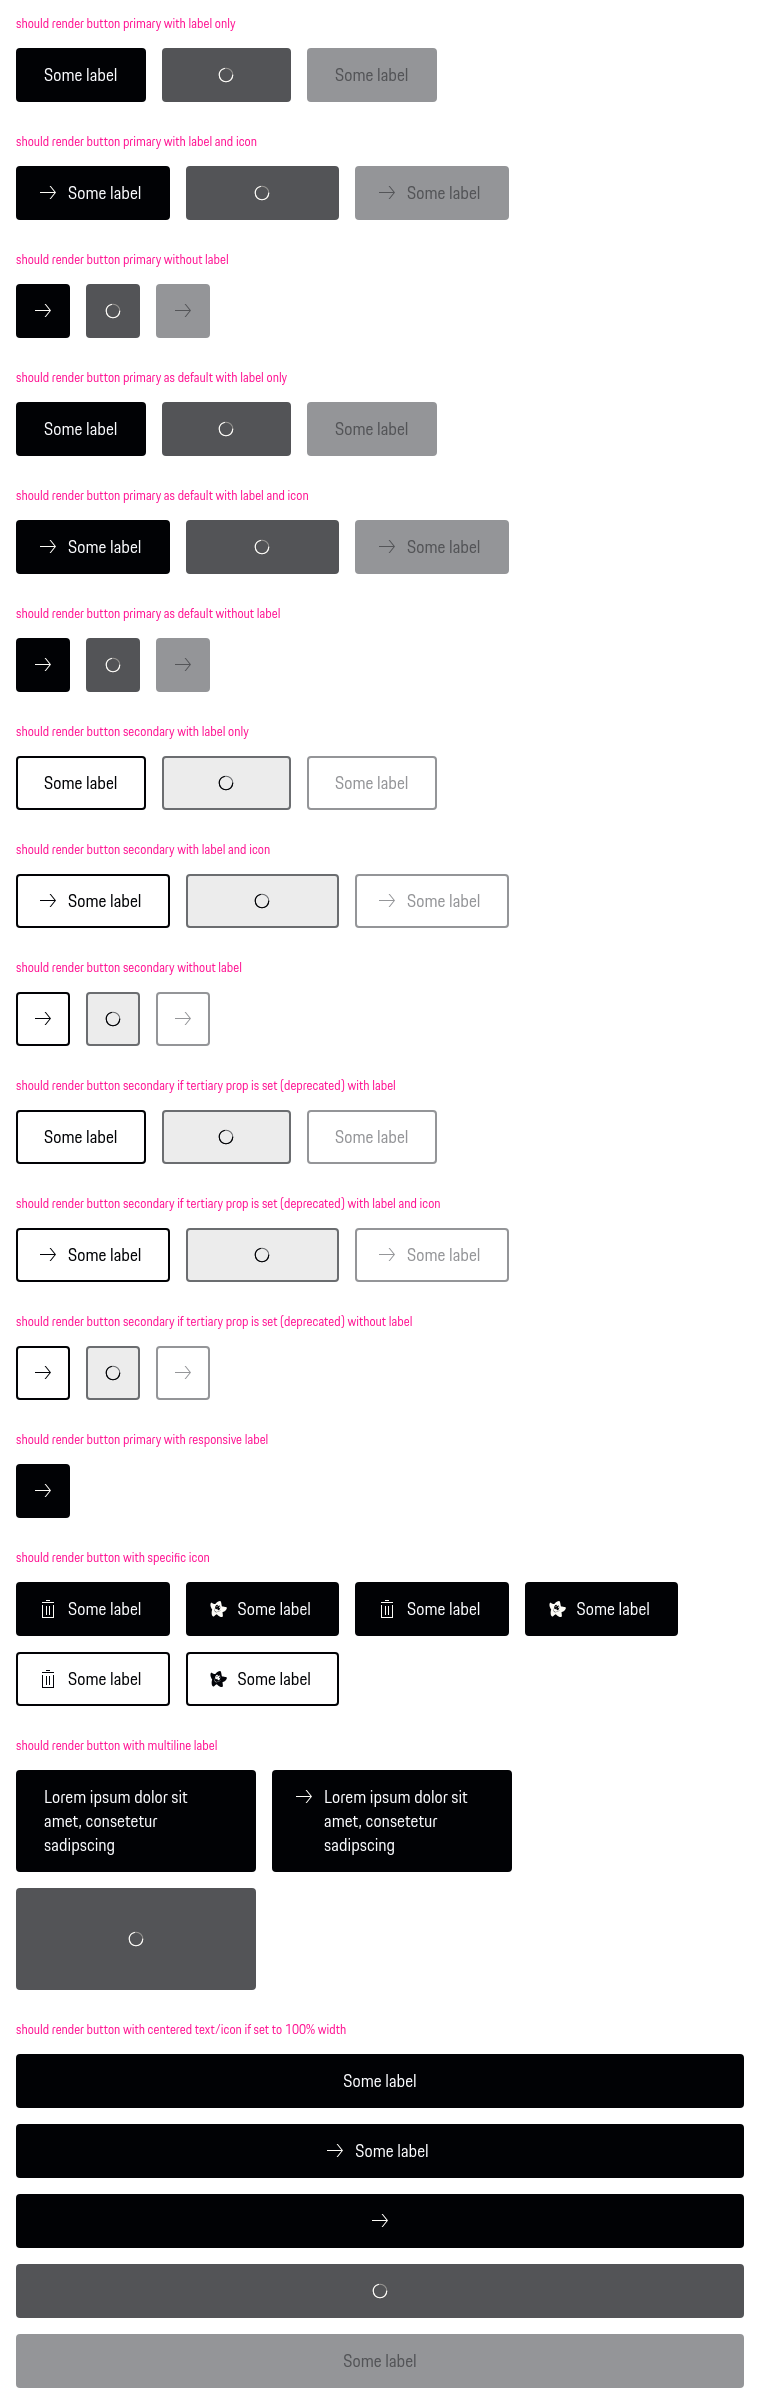 should render button primary with label only
Some label
Some label
should render button primary with label and icon
Some label
Some label
should render button primary without label
should render button primary as default with label only
Some label
Some label
should render button primary as default with label and icon
Some label
Some label
should render button primary as default without label
should render button secondary with label only
Some label
Some label
should render button secondary with label and icon
Some label
Some label
should render button secondary without label
should render button secondary if tertiary prop is set (deprecated) with label
Some label
Some label
should render button secondary if tertiary prop is set (deprecated) with label and icon
Some label
Some label
should render button secondary if tertiary prop is set (deprecated) without label
should render button primary with responsive label
should render button with specific icon
Some label
Some label
Some label
Some label
Some label
Some label
should render button with multiline label
Lorem ipsum dolor sit
amet, consetetur
sadipscing
Lorem ipsum dolor sit
amet, consetetur
sadipscing
should render button with centered text/icon if set to 100% width
Some label
Some label
Some label